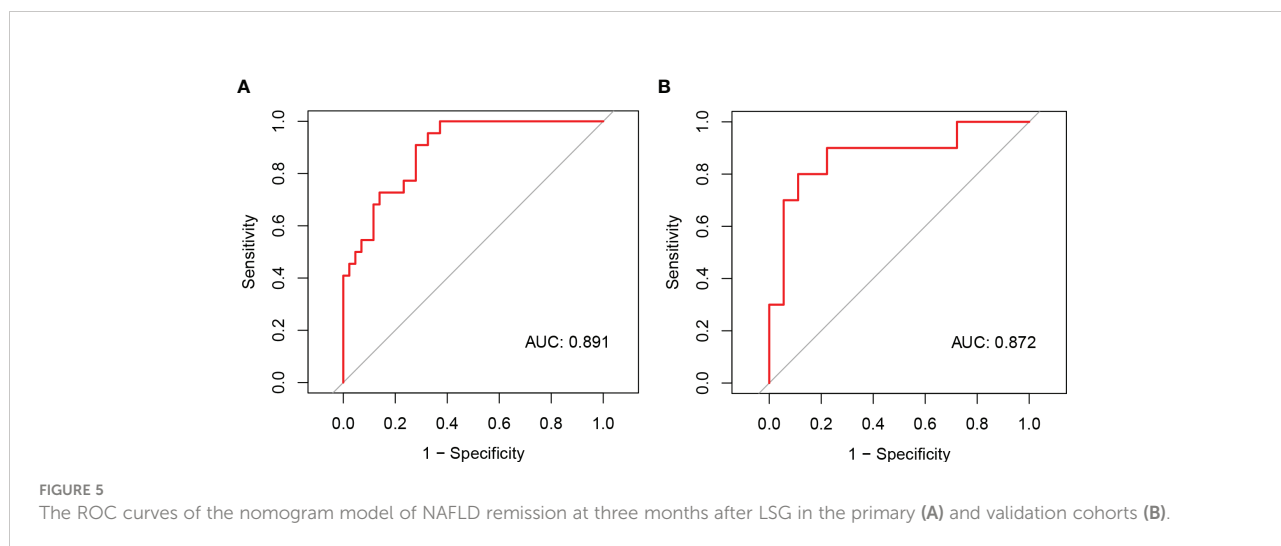 A
B
1.0
0.8
0.6
0.4
0.2
0.0
Sensitivity
AUC: 0.891
0.0 0.2 0.4 0.6 0.8 1.0
1 − Specificity
1.0
0.8
0.6
0.4
0.2
0.0
Sensitivity
AUC: 0.872
0.0 0.2 0.4 0.6 0.8 1.0
1 − Specificity
FIGURE 5
The ROC curves of the nomogram model of NAFLD remission at three months after LSG in the primary (A) and validation cohorts (B).